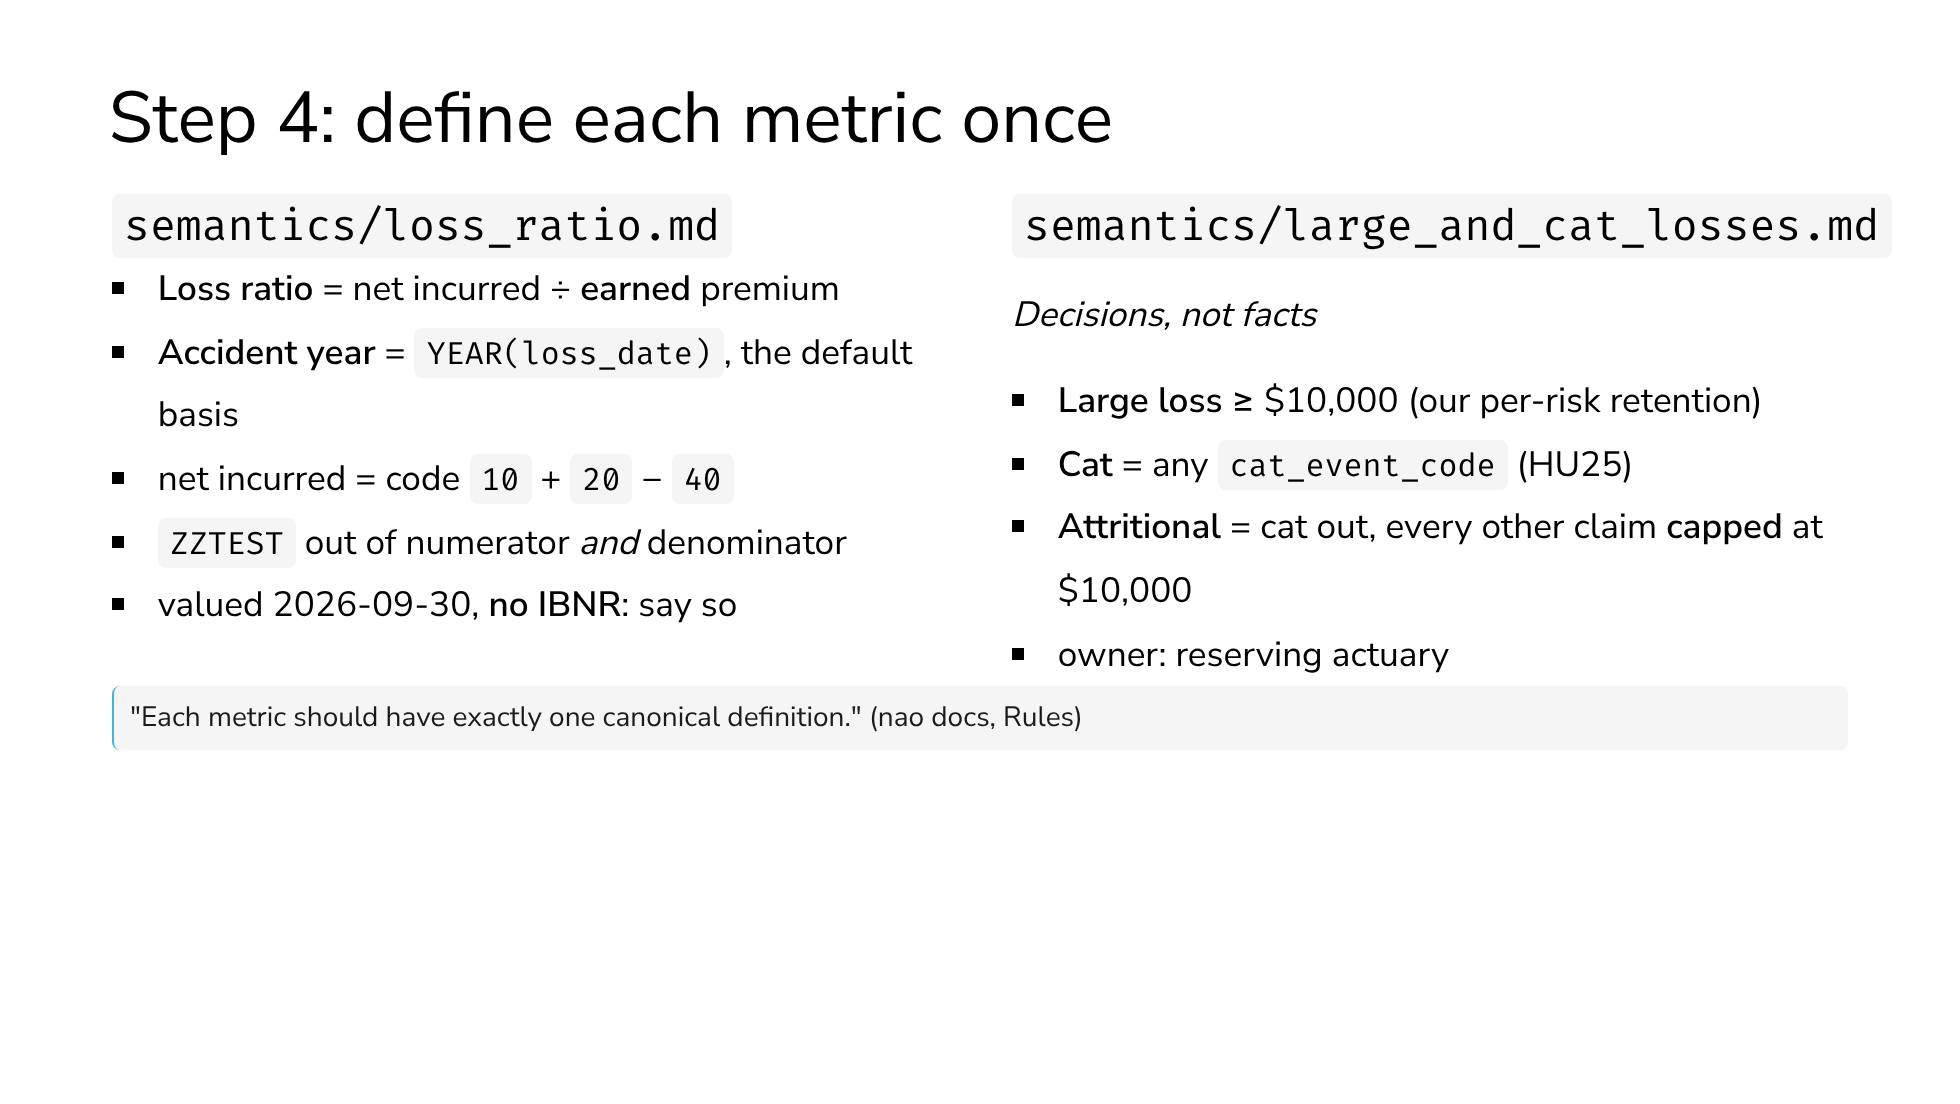 Step 4: define each metric once
semantics/loss_ratio.md
▪ Loss ratio = net incurred ÷ earned premium
▪ Accident year = YEAR(loss_date), the default
basis
▪ net incurred = code 10 + 20 − 40
▪ ZZTEST out of numerator and denominator
▪ valued 2026-09-30, no IBNR: say so
semantics/large_and_cat_losses.md
Decisions, not facts
▪ Large loss ≥ $10,000 (our per-risk retention)
▪ Cat = any cat_event_code (HU25)
▪ Attritional = cat out, every other claim capped at
$10,000
▪ owner: reserving actuary
"Each metric should have exactly one canonical definition." (nao docs, Rules)